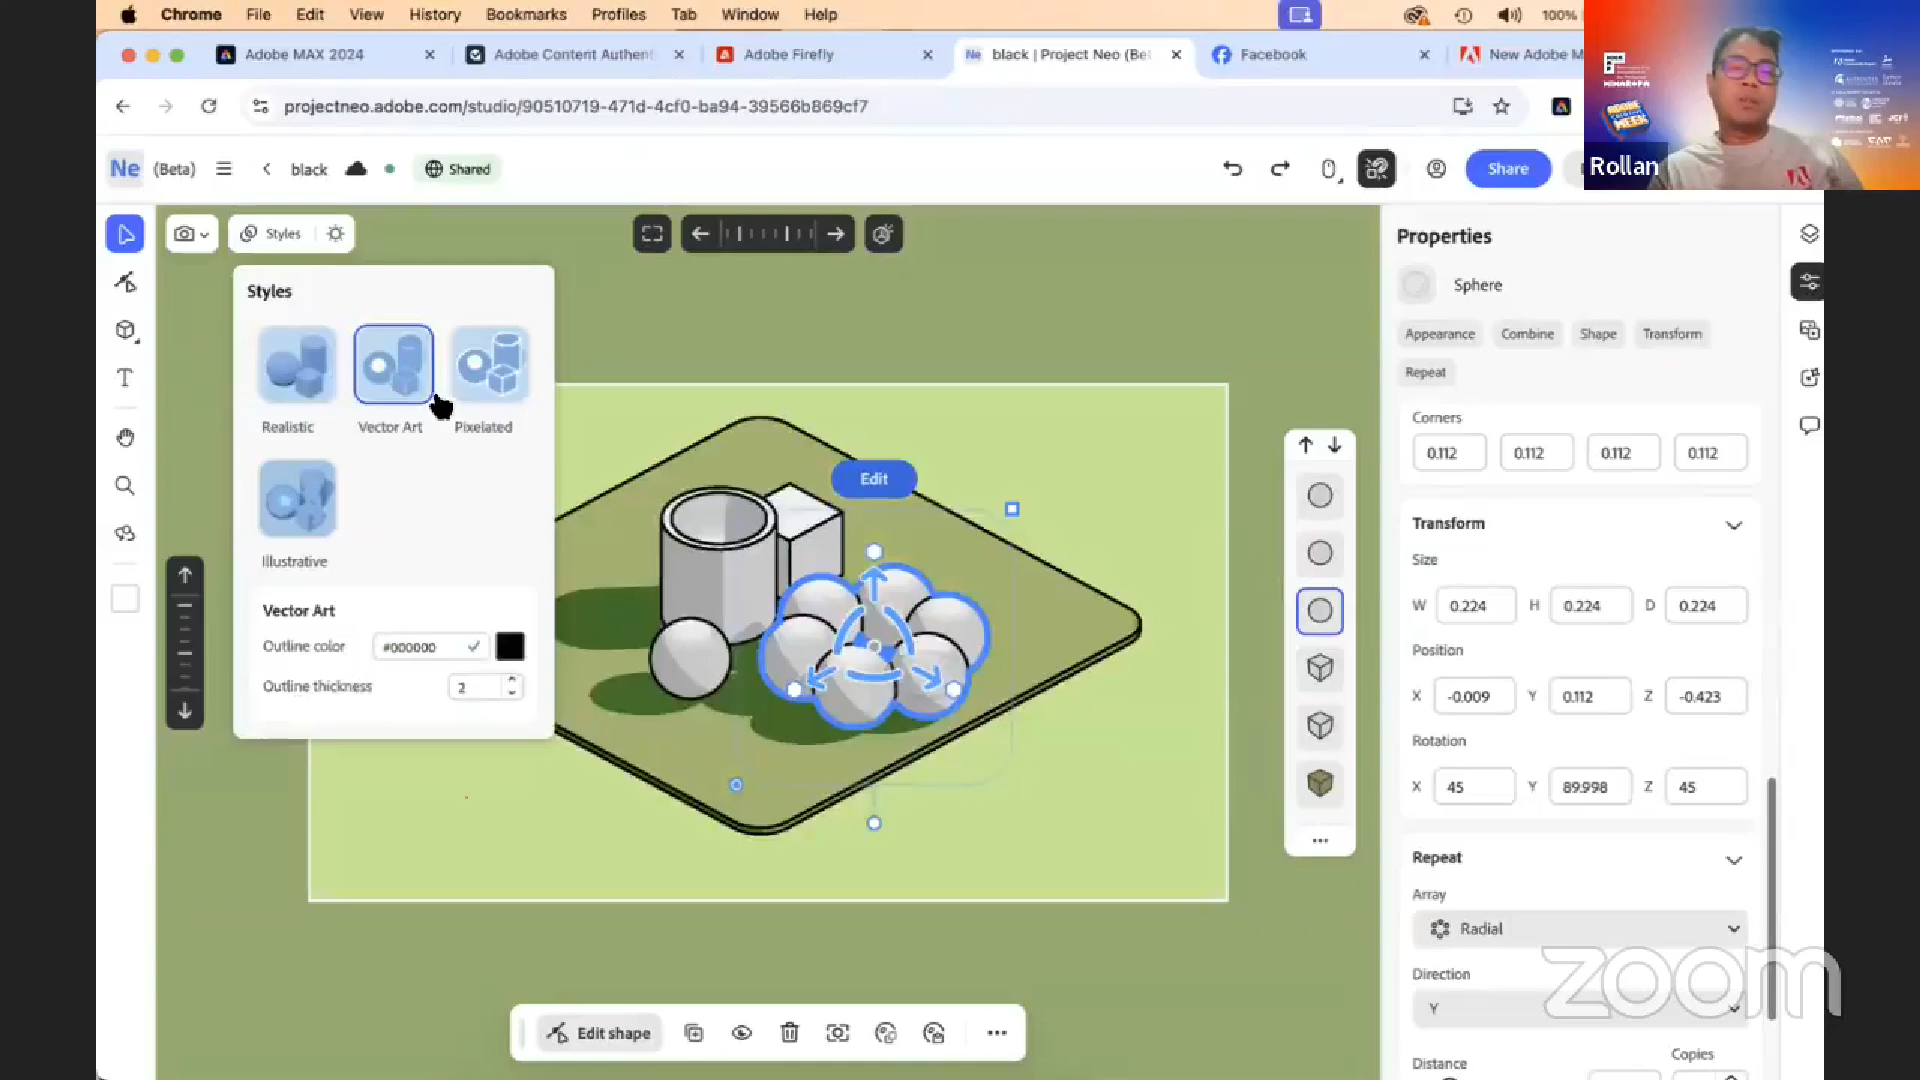 Chrome File Edit View History Bookmarks Profiles Tab Window Help 100%
Adobe MAX 2024 Adobe Content Authent Adobe Firefly Ne black | Project Neo (Bet Facebook New Adobe M
projectneo.adobe.com/studio/90510719-471d-4cf0-ba94-39566b869cf7
Ne (Beta) black Shared Share
ADOBE
WEEK
Rollan
Styles
Styles
Realistic Vector Art Pixelated
Illustrative
Vector Art
Outline color #000000
Outline thickness 2
Edit
Edit shape
Properties
Sphere
Appearance Combine Shape Transform
Repeat
Corners
0.112 0.112 0.112 0.112
Transform
Size
W 0.224 H 0.224 D 0.224
Position
X -0.009 Y 0.112 Z -0.423
Rotation
X 45 Y 89.998 Z 45
Repeat
Array
Radial
Direction
Y
Distance Copies
zoom